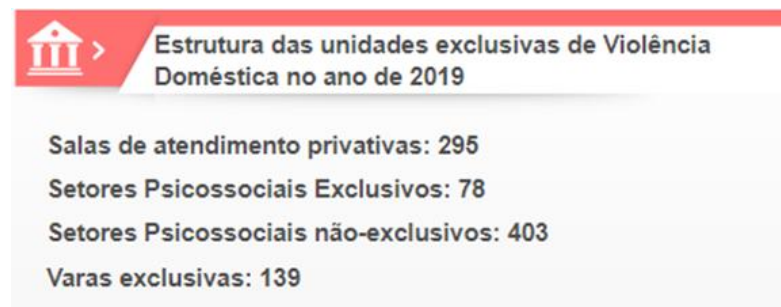 Estrutura das unidades exclusivas de Violência
Doméstica no ano de 2019
Salas de atendimento privativas: 295
Setores Psicossociais Exclusivos: 78
Setores Psicossociais não-exclusivos: 403
Varas exclusivas: 139